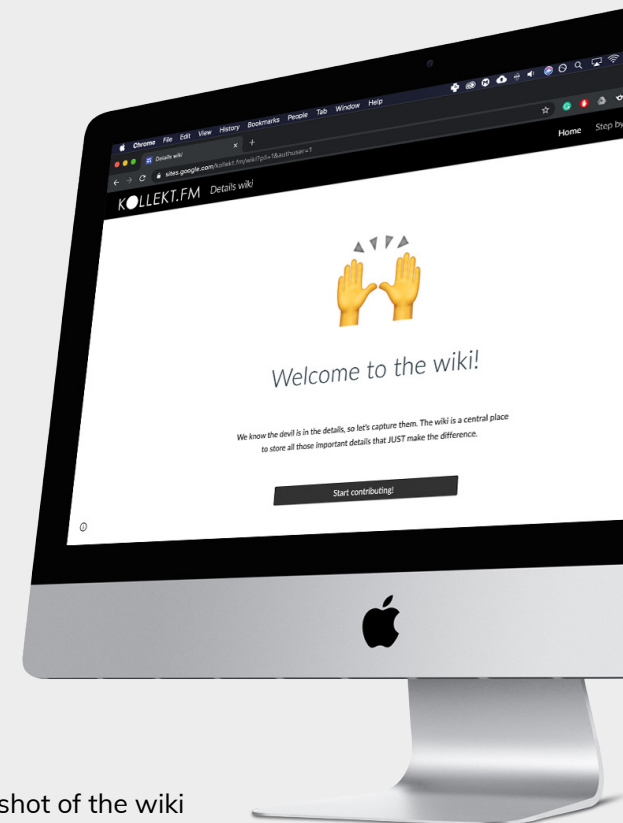 Chrome File Edit View History Bookmarks People Tab Window Help
Details wiki
sites.google.com/kollekt.fm/wiki?pli=1&authuser=1
KOLLEKT.FM Details wiki
Home Step by
Welcome to the wiki!
We know the devil is in the details, so let's capture them. The wiki is a central place
to store all those important details that JUST make the difference.
Start contributing!
shot of the wiki